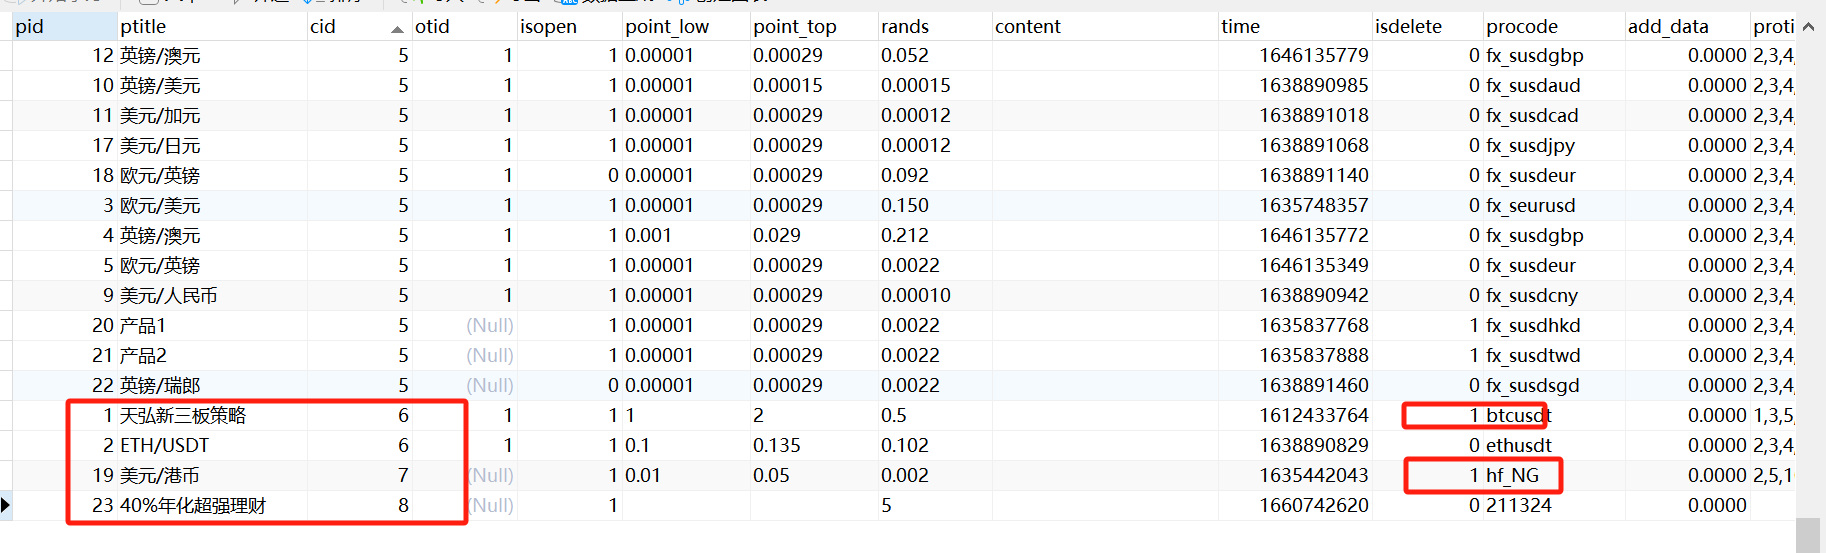 pid ptitle cid otid isopen point_low point_top rands content time isdelete procode add_data proti
12 英镑/澳元 5 1 1 0.00001 0.00029 0.052 1646135779 0 fx_susdgbp 0.0000 2,3,4,
10 英镑/美元 5 1 1 0.00001 0.00015 0.00015 1638890985 0 fx_susdaud 0.0000 2,3,4,
11 美元/加元 5 1 1 0.00001 0.00029 0.00012 1638891018 0 fx_susdcad 0.0000 2,3,4,
17 美元/日元 5 1 1 0.00001 0.00029 0.00012 1638891068 0 fx_susdjpy 0.0000 2,3,4,
18 欧元/英镑 5 1 0 0.00001 0.00029 0.092 1638891140 0 fx_susdeur 0.0000 2,3,4,
3 欧元/美元 5 1 1 0.00001 0.00029 0.150 1635748357 0 fx_seurusd 0.0000 2,3,4,
4 英镑/澳元 5 1 1 0.001 0.029 0.212 1646135772 0 fx_susdgbp 0.0000 2,3,4,
5 欧元/英镑 5 1 1 0.00001 0.00029 0.0022 1646135349 0 fx_susdeur 0.0000 2,3,4,
9 美元/人民币 5 1 1 0.00001 0.00029 0.00010 1638890942 0 fx_susdcny 0.0000 2,3,4,
20 产品1 5 (Null) 1 0.00001 0.00029 0.0022 1635837768 1 fx_susdhkd 0.0000 2,3,4,
21 产品2 5 (Null) 1 0.00001 0.00029 0.0022 1635837888 1 fx_susdtwd 0.0000 2,3,4,
22 英镑/瑞郎 5 (Null) 0 0.00001 0.00029 0.0022 1638891460 0 fx_susdsgd 0.0000 2,3,4,
1 天弘新三板策略 6 1 1 1 2 0.5 1612433764 1 btcusdt 0.0000 1,3,5,
2 ETH/USDT 6 1 1 0.1 0.135 0.102 1638890829 0 ethusdt 0.0000 2,3,4,
19 美元/港币 7 (Null) 1 0.01 0.05 0.002 1635442043 1 hf_NG 0.0000 2,5,1
23 40%年化超强理财 8 (Null) 1 5 1660742620 0 211324 0.0000